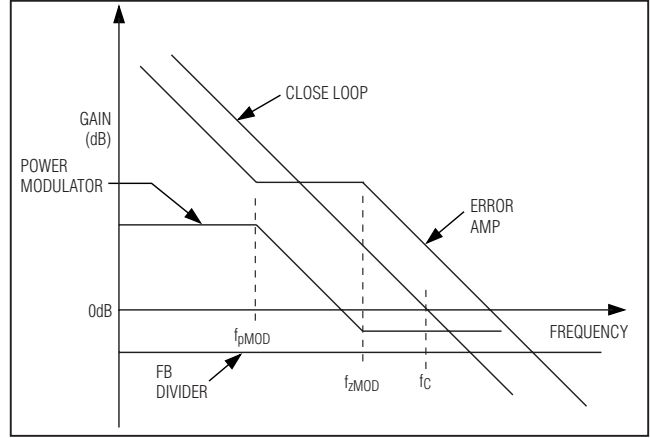 CLOSE LOOP
GAIN
(dB)
POWER
MODULATOR
ERROR
AMP
0dB
FREQUENCY
fpMOD
FB
DIVIDER
fzMOD
fC